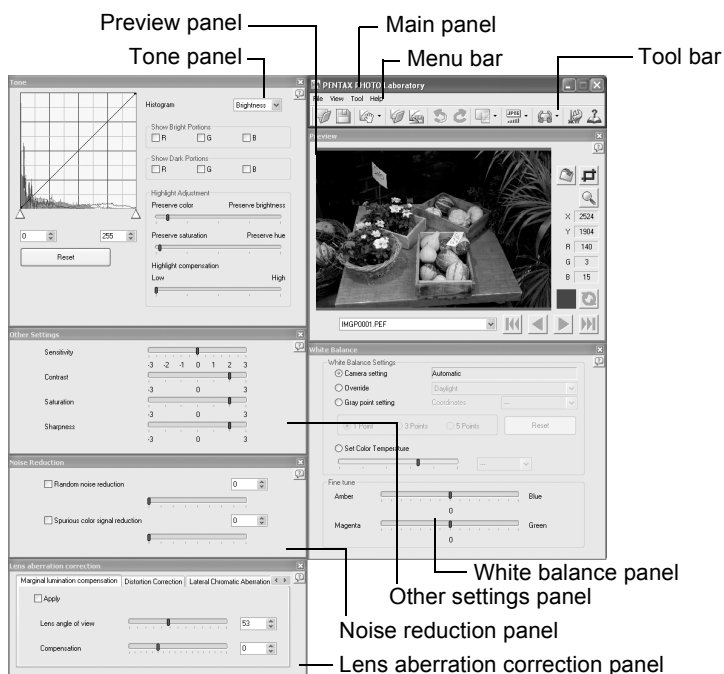 Preview panel
Main panel
Tone panel
Menu bar
Tool bar
Tone
Histogram
Brightness
Show Bright Portions
R G B
Show Dark Portions
R G B
Highlight Adjustment
Preserve color Preserve brightness
Preserve saturation Preserve hue
Highlight compensation
Low High
0 255
Reset
PENTAX PHOTO Laboratory
File View Tool Help
JPEG
Preview
X 2524
Y 1904
R 140
G 3
B 15
IMGP0001.PEF
Other Settings
Sensitivity
-3 -2 -1 0 1 2 3
Contrast
-3 0 3
Saturation
-3 0 3
Sharpness
-3 0 3
White Balance
White Balance Settings
Camera setting Automatic
Override Daylight
Gray point setting Coordinates ---
1 Point 3 Points 5 Points Reset
Set Color Temperature
---
Fine tune
Amber Blue
0
Magenta Green
0
Noise Reduction
Random noise reduction 0
Spurious color signal reduction 0
Lens aberration correction
Marginal lumination compensation Distortion Correction Lateral Chromatic Aberration
Apply
Lens angle of view 53
Compensation 0
White balance panel
Other settings panel
Noise reduction panel
Lens aberration correction panel